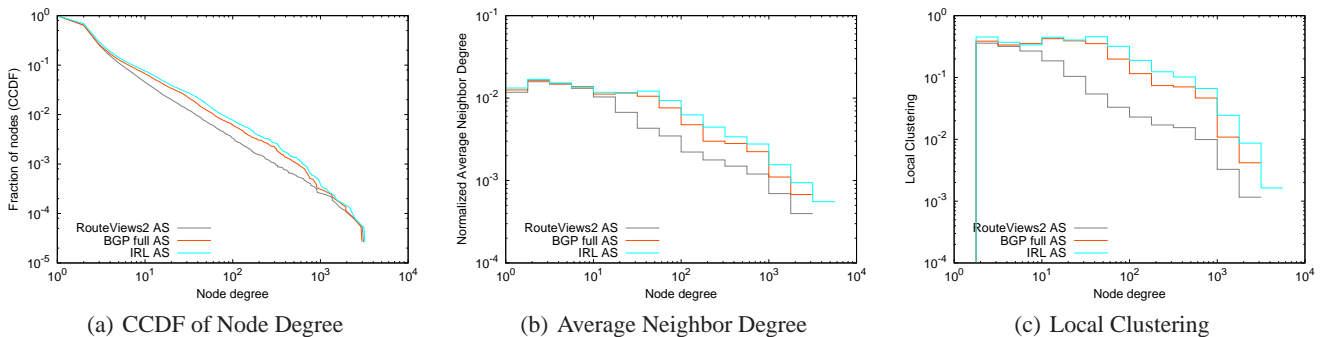 Fraction of nodes (CCDF)
10^0
10^-1
10^-2
10^-3
10^-4
10^-5
10^0 10^1 10^2 10^3 10^4
Node degree
RouteViews2 AS
BGP full AS
IRL AS
(a) CCDF of Node Degree
Normalized Average Neighbor Degree
10^-1
10^-2
10^-3
10^-4
10^0 10^1 10^2 10^3 10^4
Node degree
RouteViews2 AS
BGP full AS
IRL AS
(b) Average Neighbor Degree
Local Clustering
10^0
10^-1
10^-2
10^-3
10^-4
10^0 10^1 10^2 10^3 10^4
Node degree
RouteViews2 AS
BGP full AS
IRL AS
(c) Local Clustering